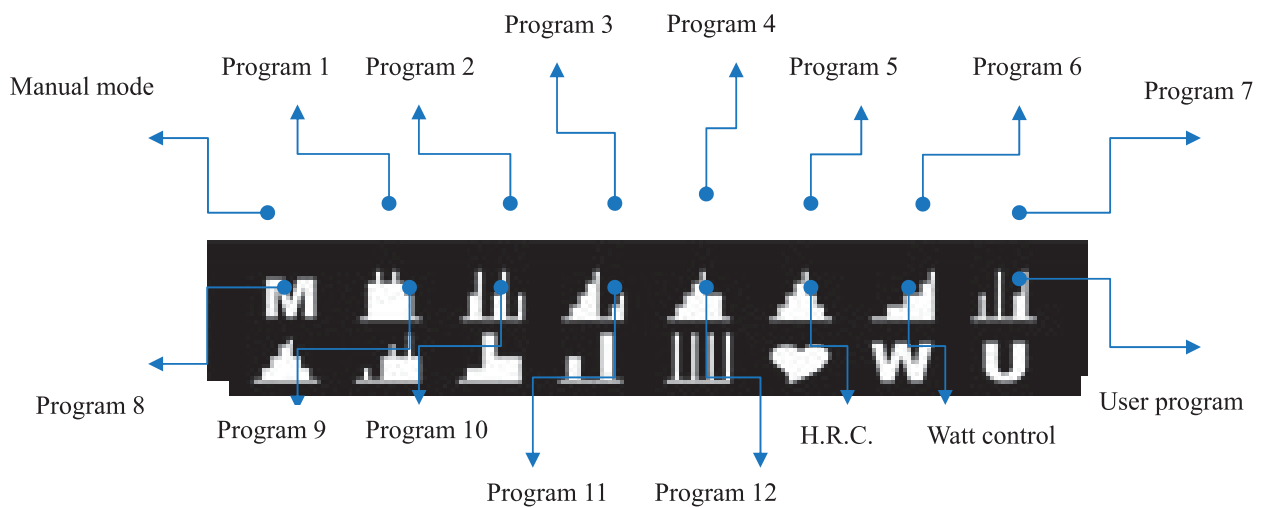 Program 3
Program 4
Program 1
Program 2
Program 5
Program 6
Manual mode
Program 7
M
W
U
Program 8
User program
Program 9
Program 10
H.R.C.
Watt control
Program 11
Program 12